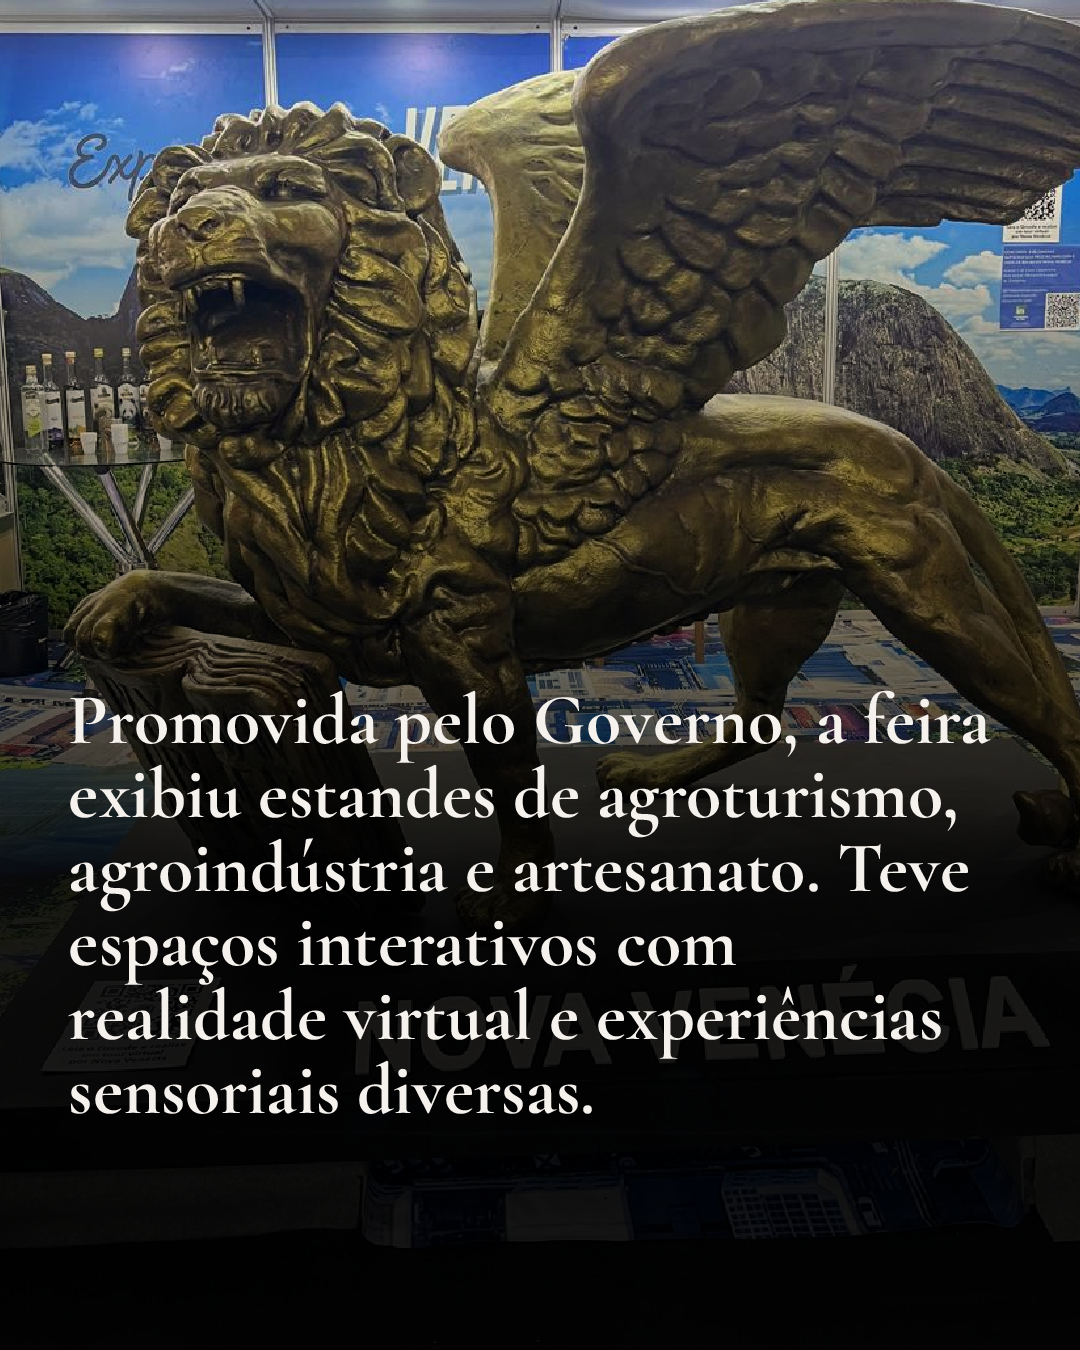 Promovida pelo Governo, a feira
exibiu estandes de agroturismo,
agroindústria e artesanato. Teve
espaços interativos com
realidade virtual e experiências
sensoriais diversas.
NOVA VENÉCIA